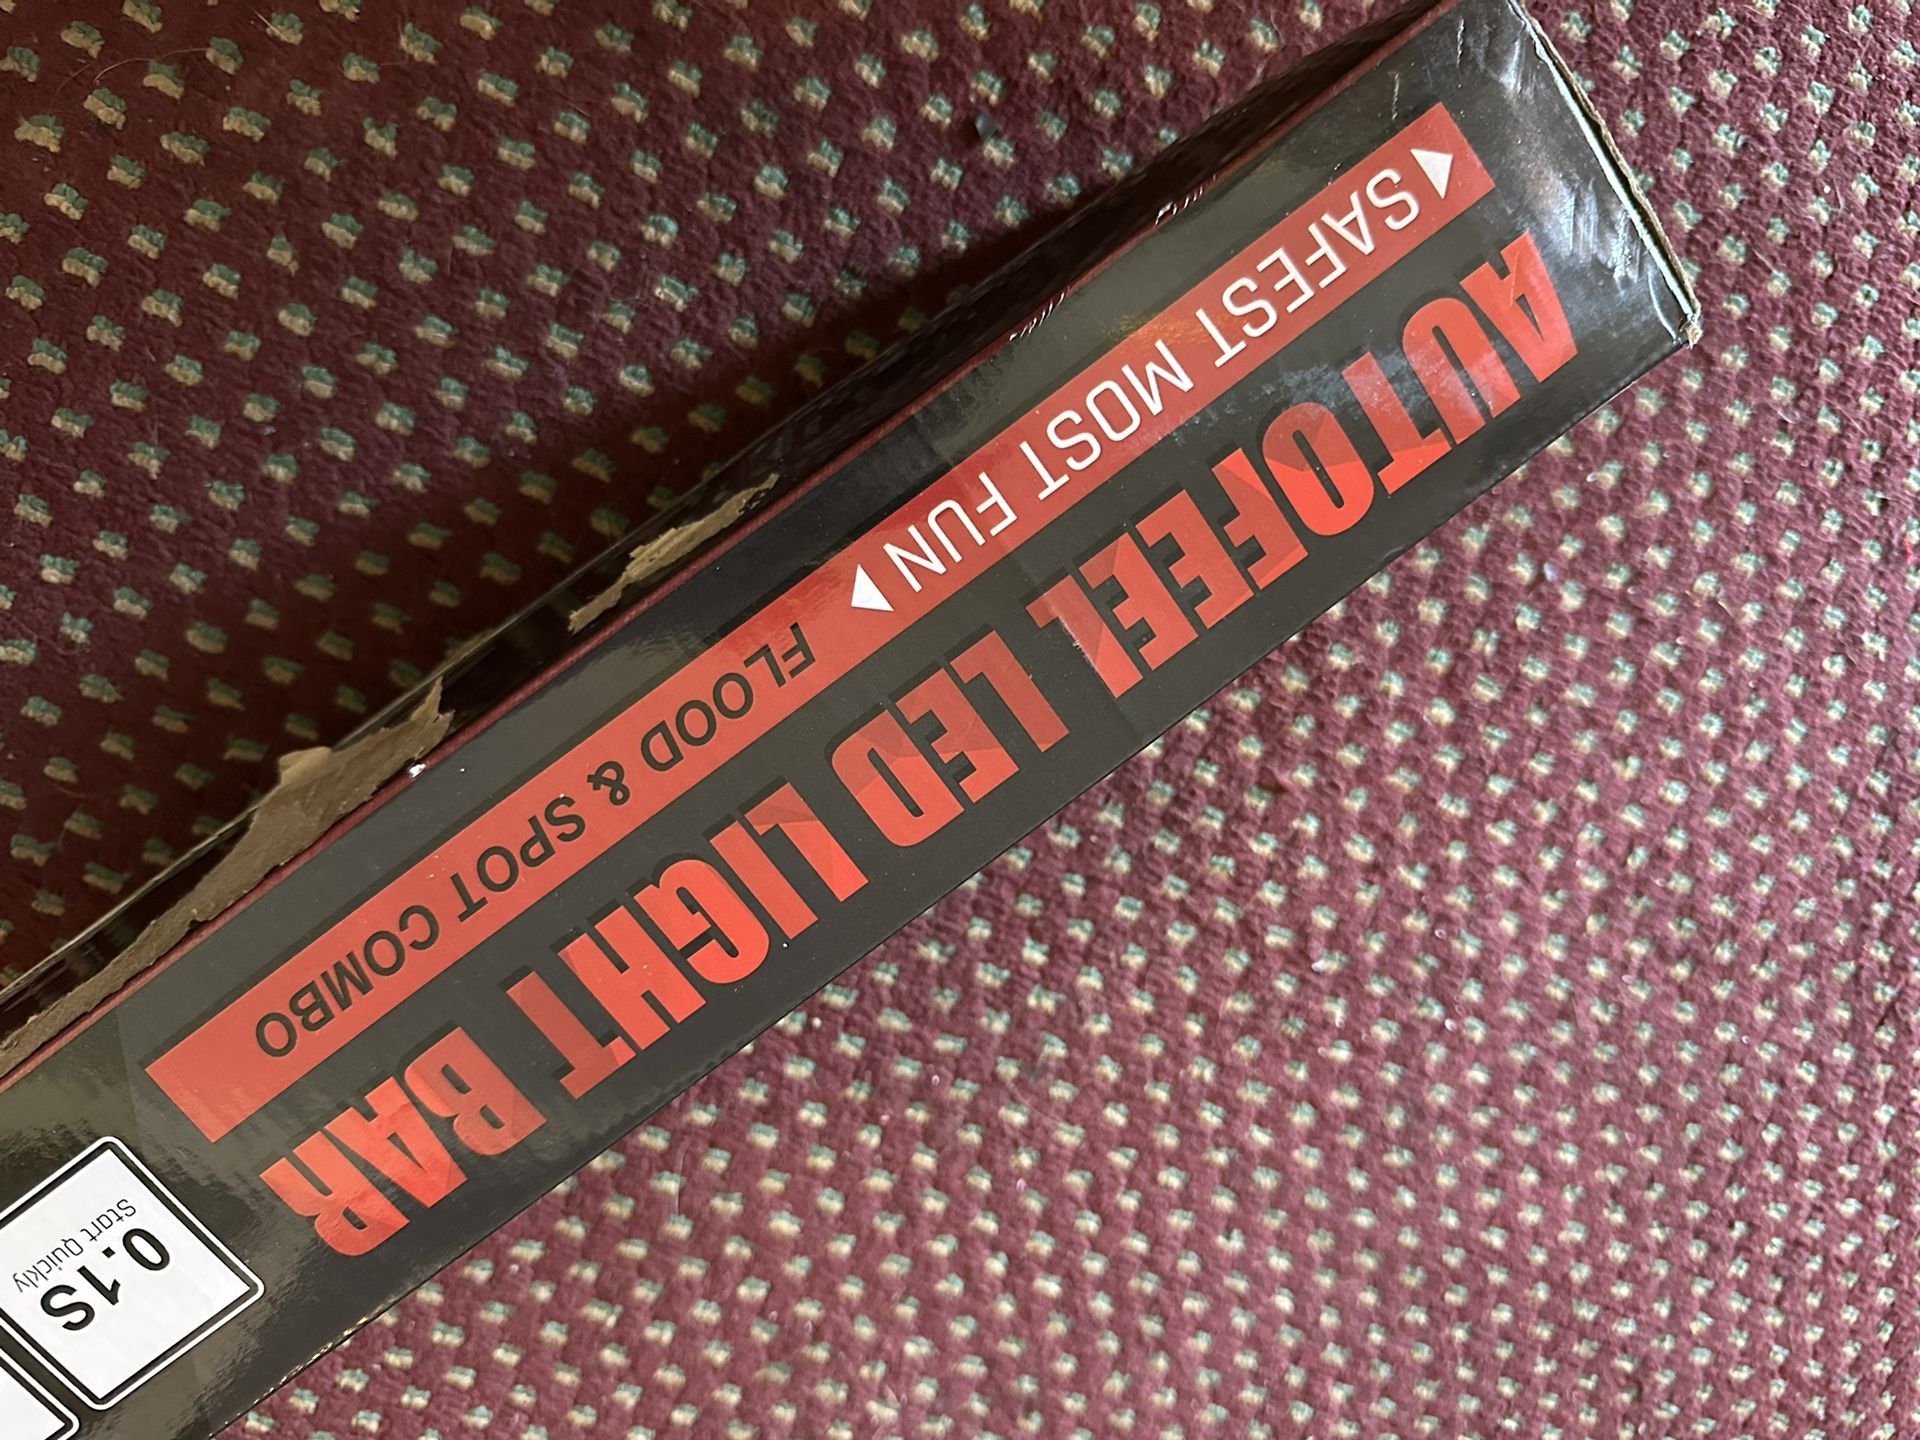 AUTOFEEL LED LIGHT BAR
SAFEST MOST FUN
FLOOD & SPOT COMBO
0.1S
Start Quickly